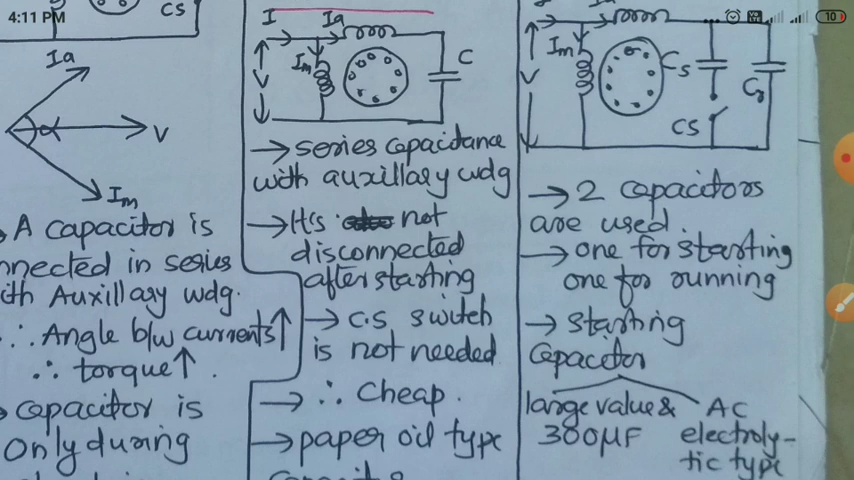 4:11 PM
10
CS
Ia
α
V
Im
A capacitor is
nnected in series
ith Auxillary wdg.
∴ Angle b/w currents↑
∴ torque↑.
capacitor is
only during
I
Ia
Im
V
C
→ series capacitance
with auxillary wdg
→ It's not
disconnected
after starting
→ C.S switch
is not needed
→ ∴ Cheap.
→ paper oil type
Im
V
Cs
CS
→ 2 capacitors
are used.
→ one for starting
one for running
→ starting
Capacitor
large value &
300μF
AC
electroly-
tic type